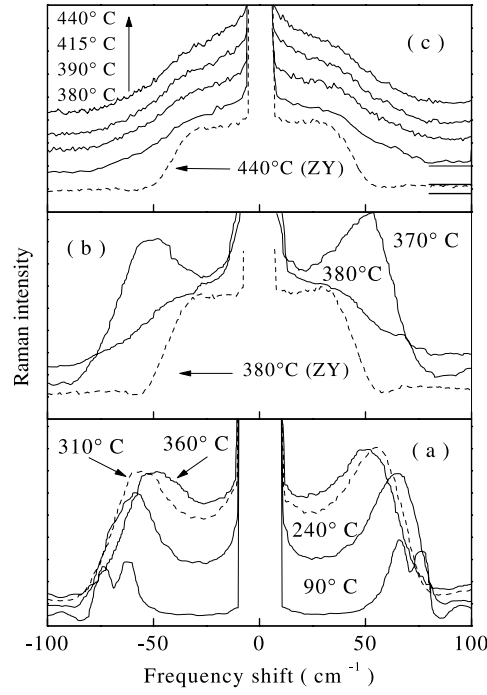 440° C
415° C
390° C
380° C
( c )
440°C (ZY)
( b )
370° C
380° C
380°C (ZY)
310° C
360° C
( a )
240° C
90° C
Raman intensity
-100 -50 0 50 100
Frequency shift ( cm -1 )